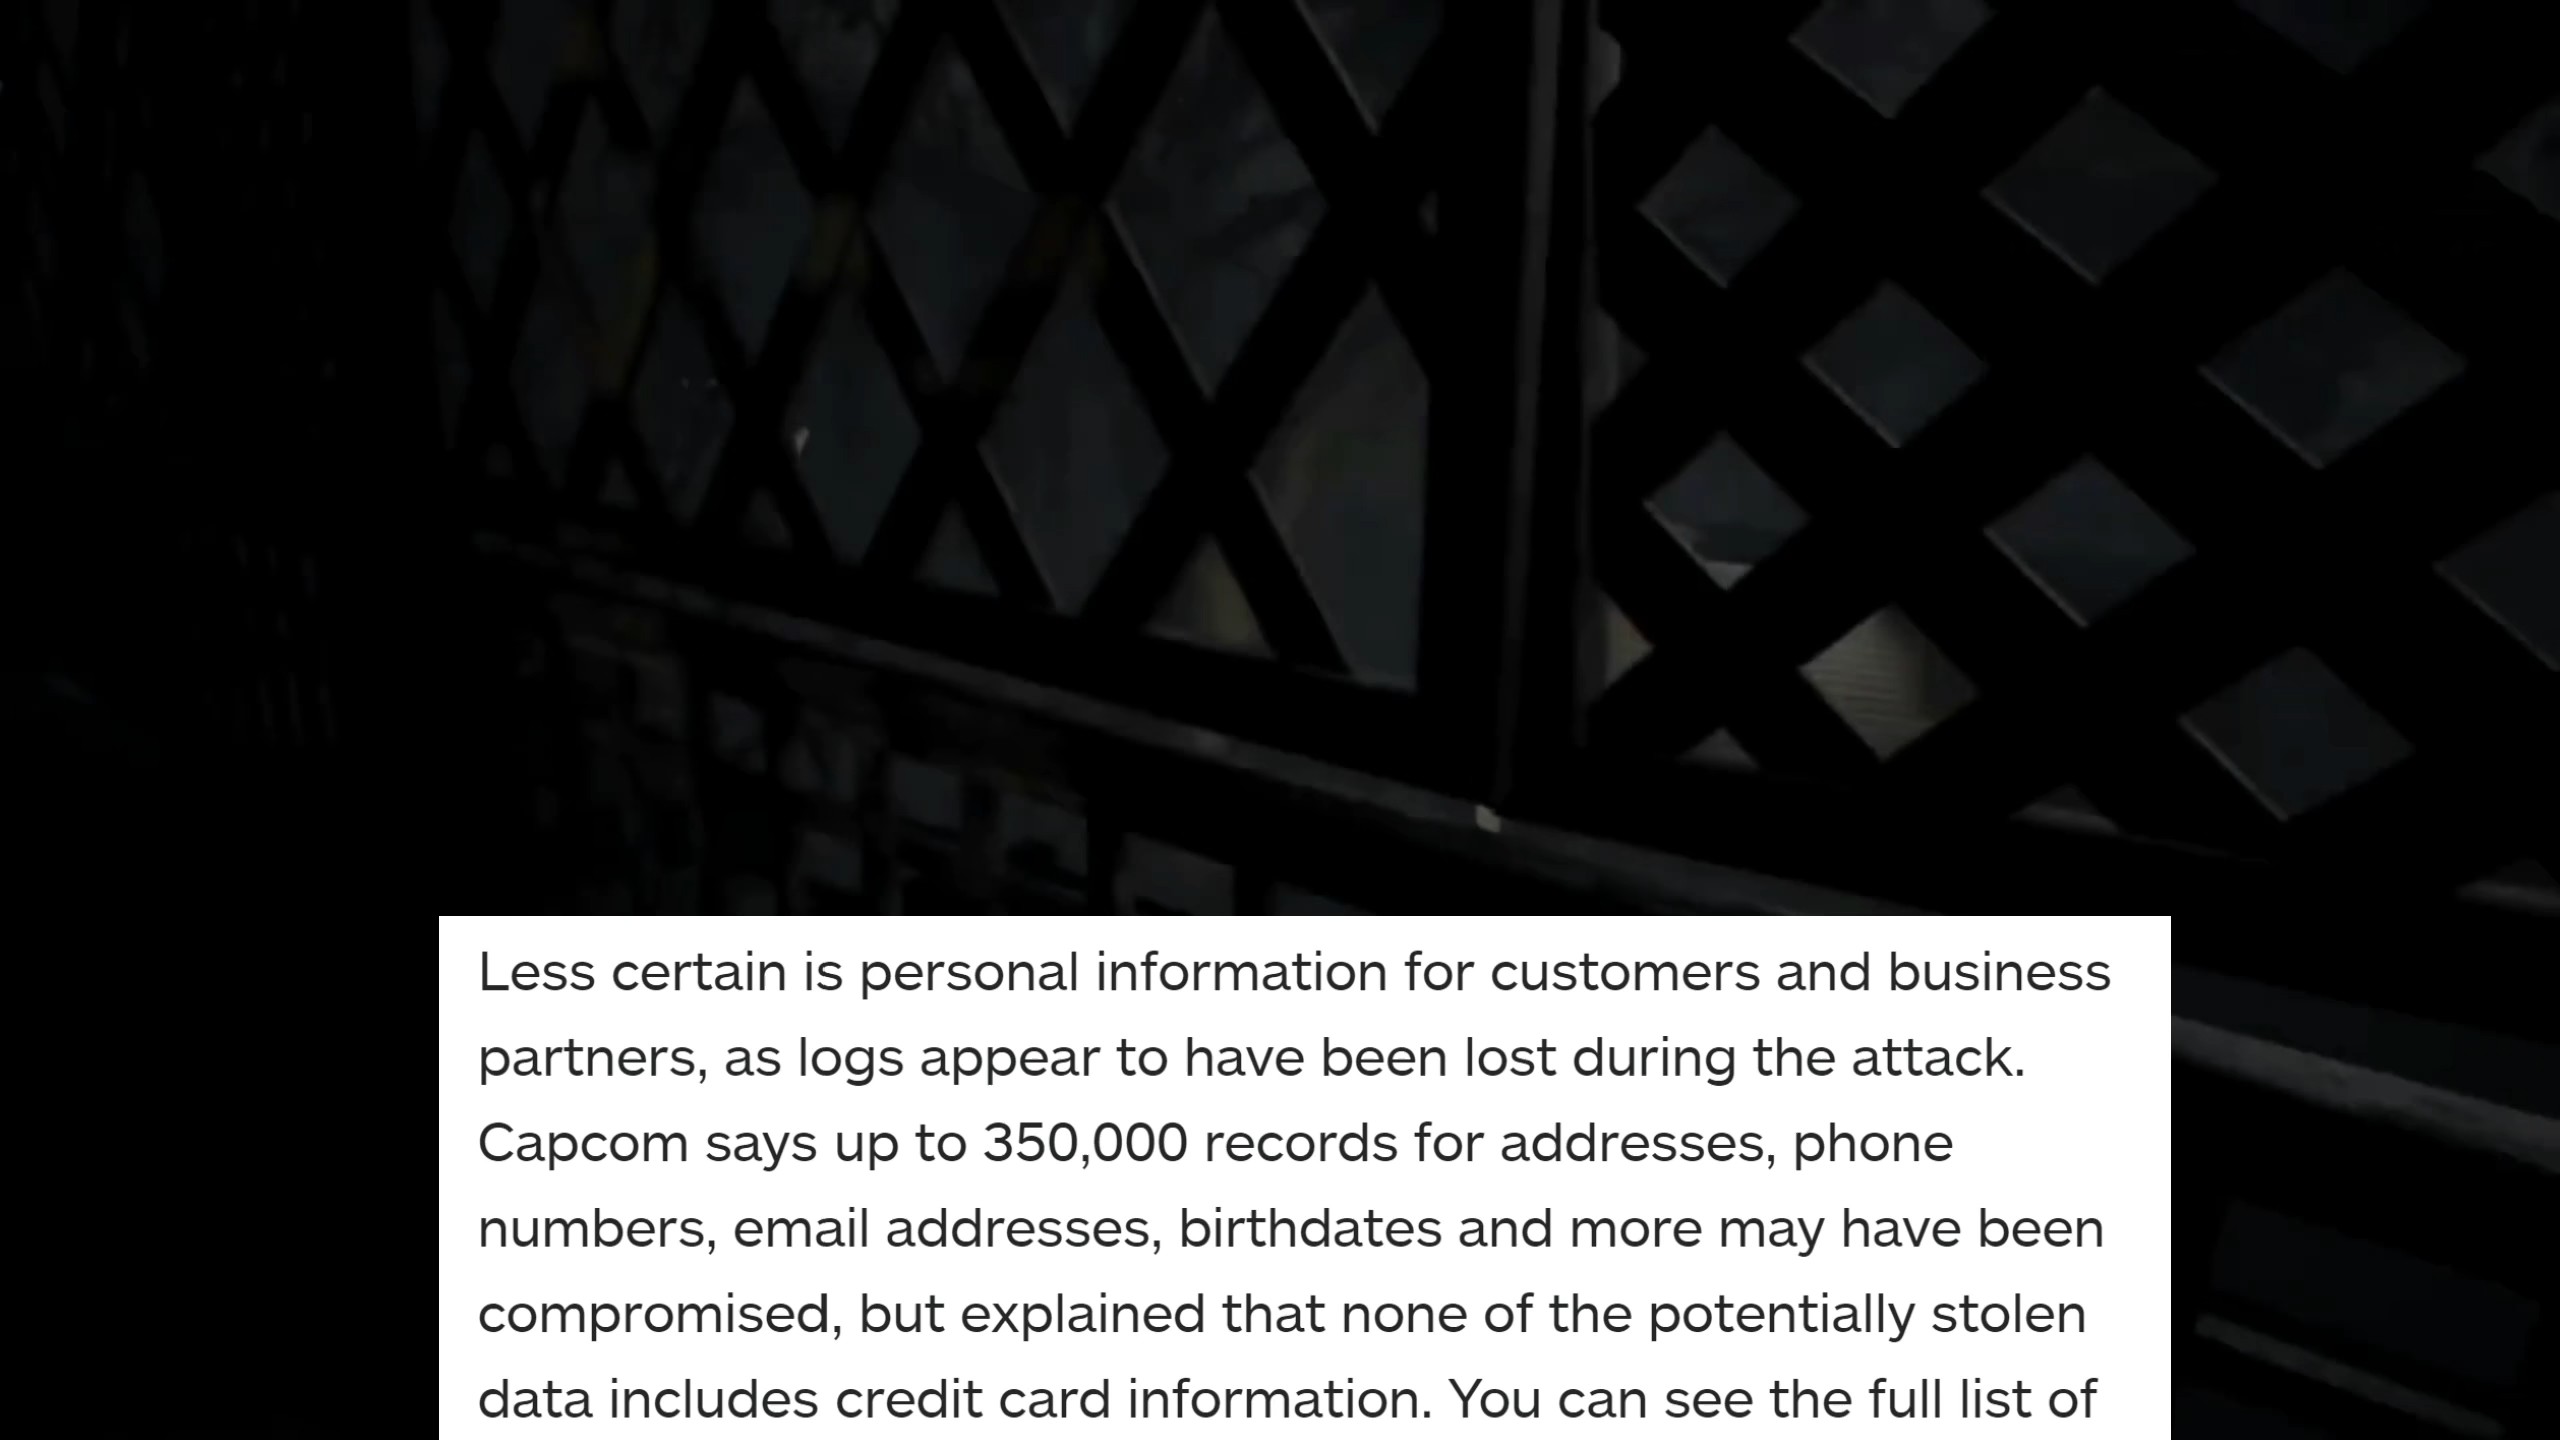 Less certain is personal information for customers and business
partners, as logs appear to have been lost during the attack.
Capcom says up to 350,000 records for addresses, phone
numbers, email addresses, birthdates and more may have been
compromised, but explained that none of the potentially stolen
data includes credit card information. You can see the full list of